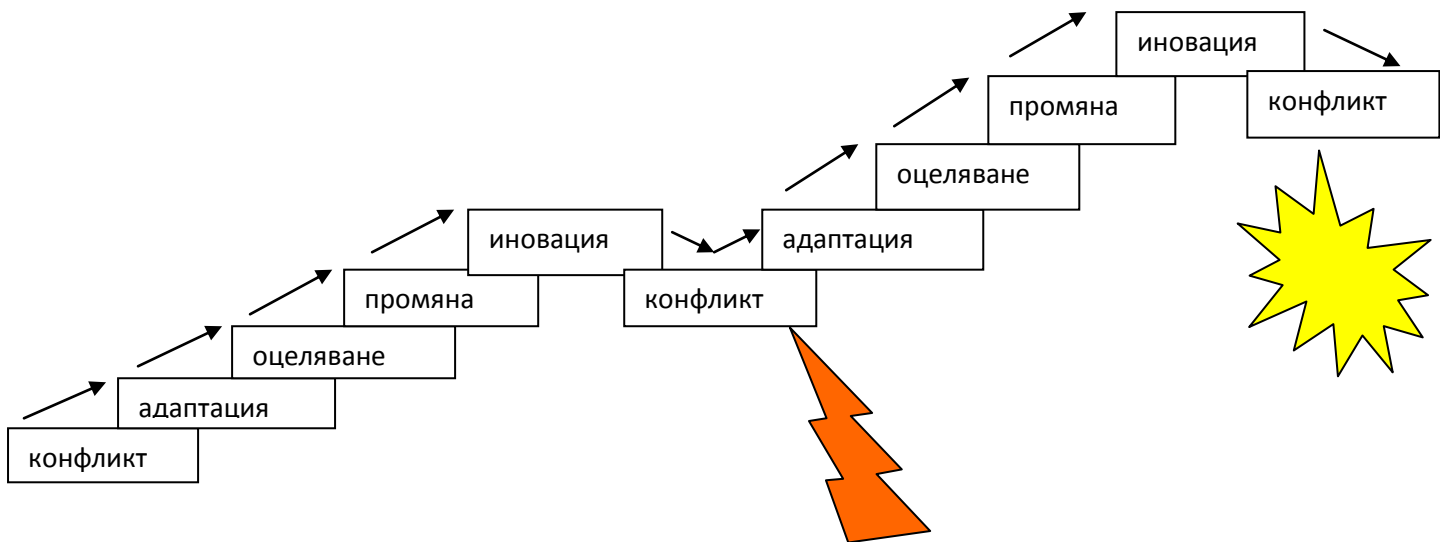 иновация
конфликт
промяна
оцеляване
иновация
адаптация
промяна
конфликт
оцеляване
адаптация
конфликт